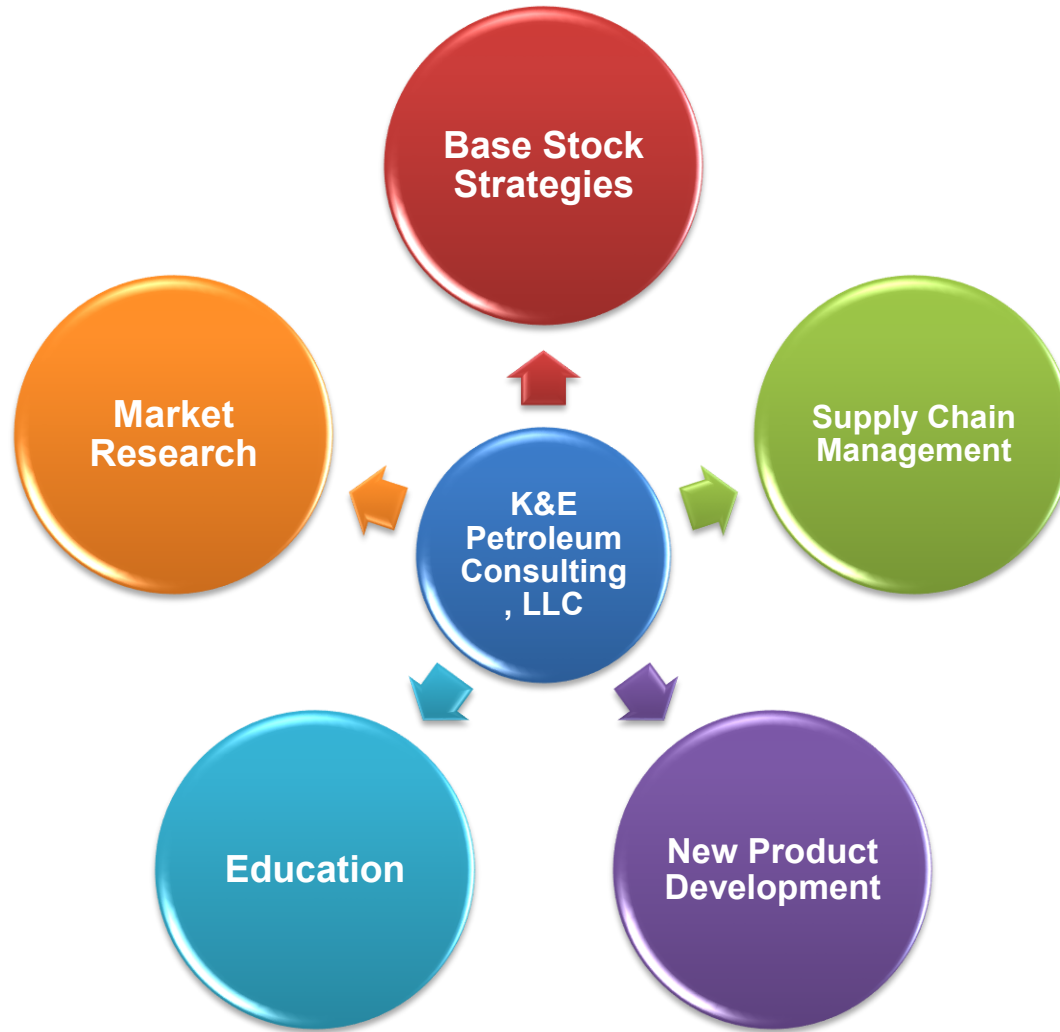 Base Stock
Strategies
Market
Research
Supply Chain
Management
K&E
Petroleum
Consulting
, LLC
Education
New Product
Development